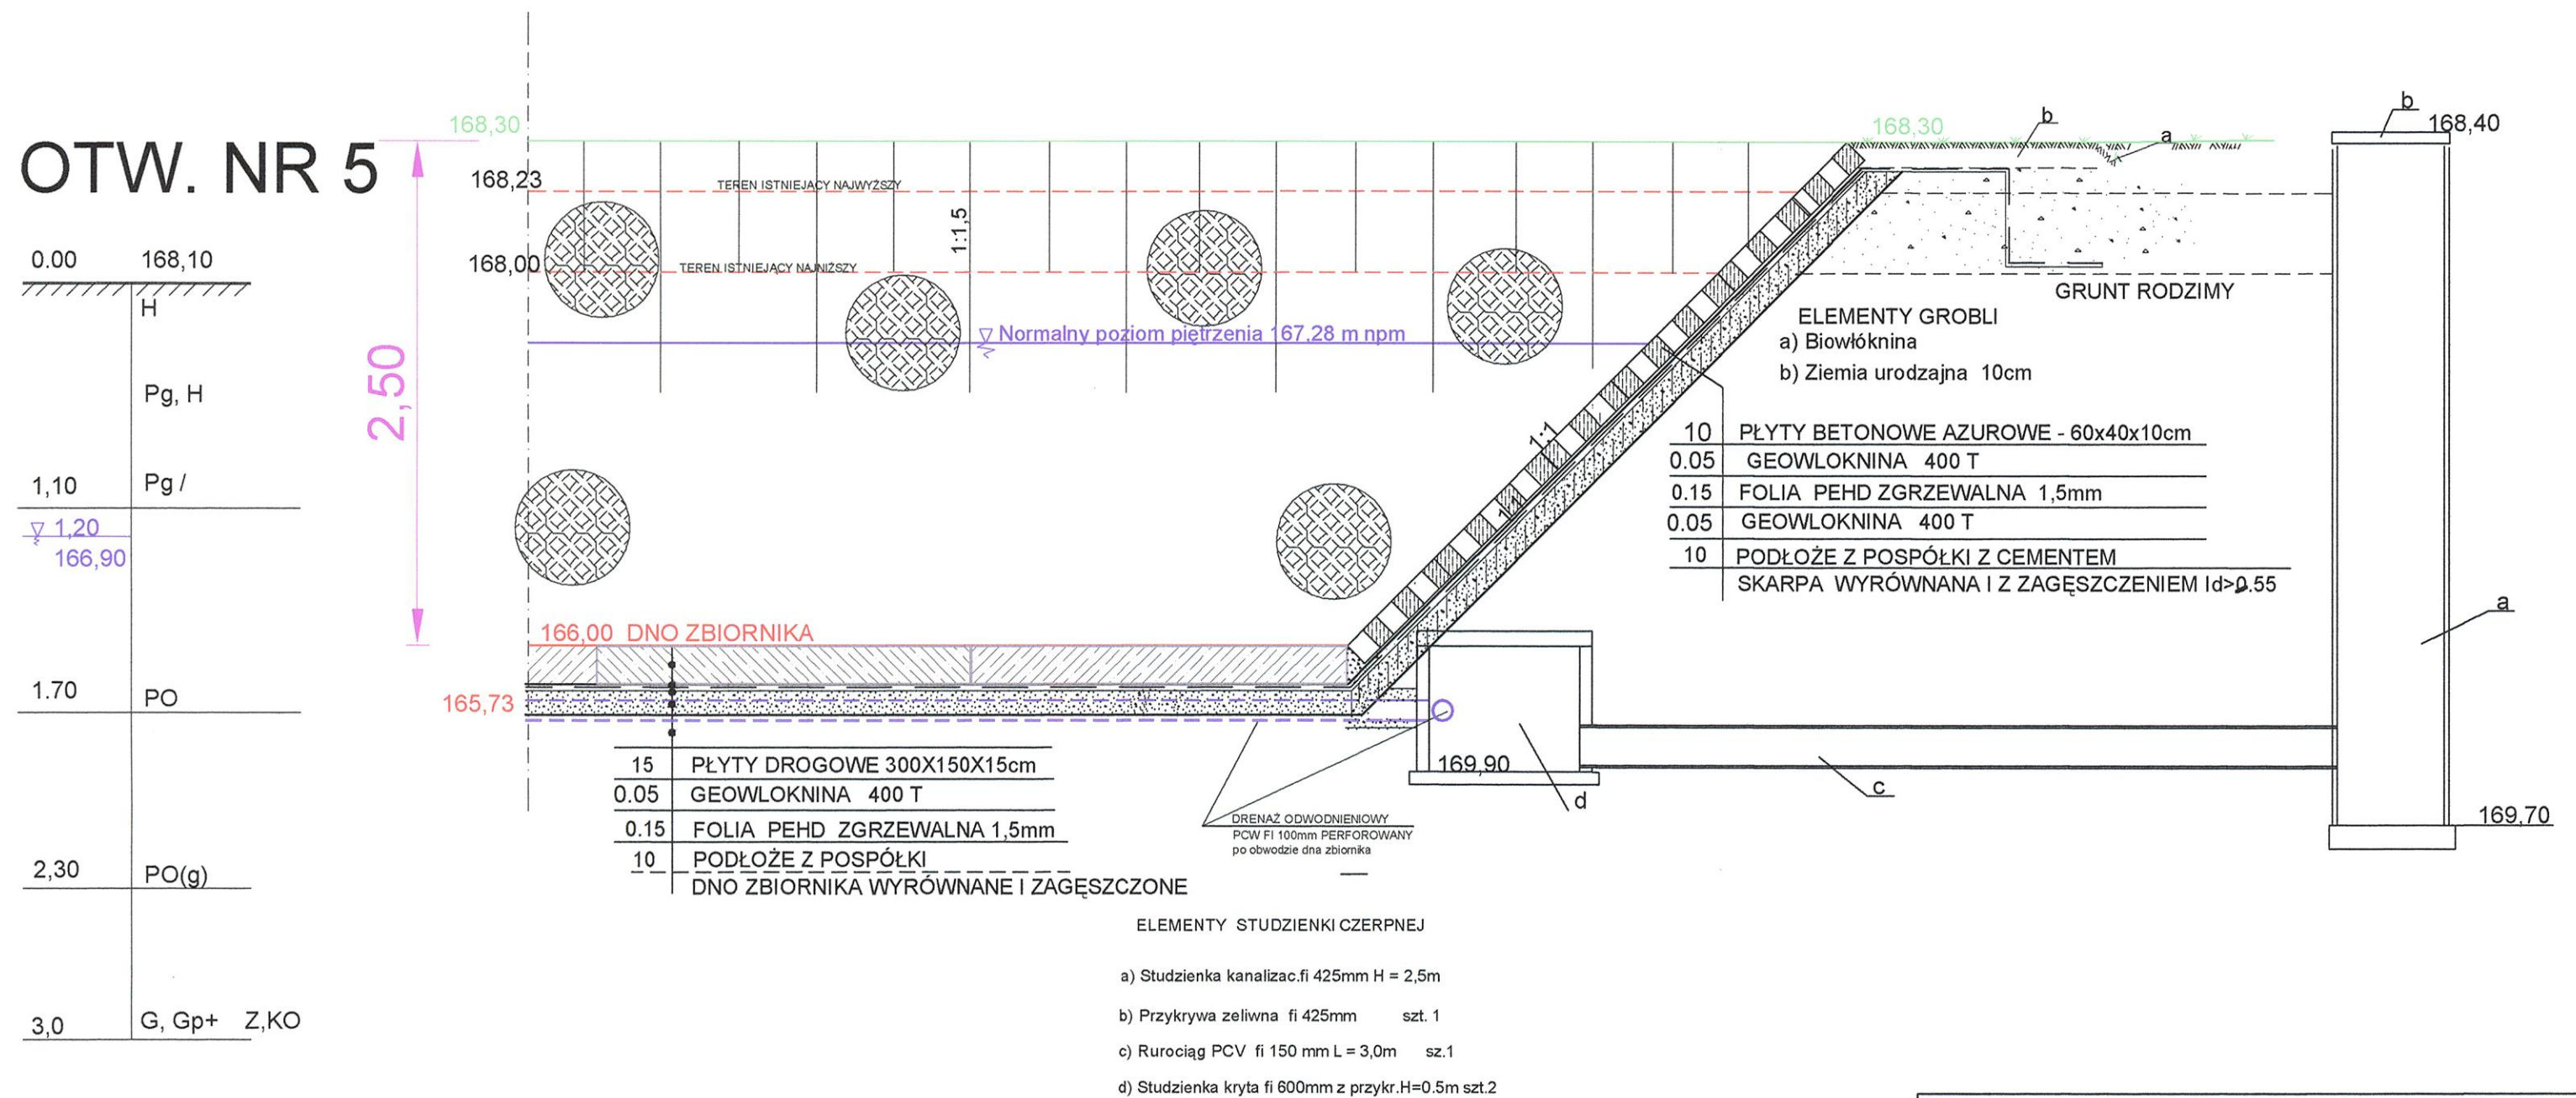 OTW. NR 5
0.00 168,10
H
Pg, H
1,10 Pg /
1,20
166,90
1.70 PO
2,30 PO(g)
3,0 G, Gp+ Z,KO
2,50
168,30
168,23
TEREN ISTNIEJACY NAJWYŻSZY
168,00
TEREN ISTNIEJĄCY NAJNIŻSZY
1:1,5
Normalny poziom piętrzenia 167.28 m npm
166,00 DNO ZBIORNIKA
165,73
15 PŁYTY DROGOWE 300X150X15cm
0.05 GEOWLOKNINA 400 T
0.15 FOLIA PEHD ZGRZEWALNA 1,5mm
10 PODŁOŻE Z POSPÓŁKI
DNO ZBIORNIKA WYRÓWNANE I ZAGĘSZCZONE
1:1
1:1
168,30
b
a
GRUNT RODZIMY
ELEMENTY GROBLI
a) Biowłóknina
b) Ziemia urodzajna 10cm
10 PŁYTY BETONOWE AZUROWE - 60x40x10cm
0.05 GEOWLOKNINA 400 T
0.15 FOLIA PEHD ZGRZEWALNA 1,5mm
0.05 GEOWLOKNINA 400 T
10 PODŁOŻE Z POSPÓŁKI Z CEMENTEM
SKARPA WYRÓWNANA I Z ZAGĘSZCZENIEM Id>0.55
b
168,40
a
169,70
169,90
d
c
DRENAŻ ODWODNIENIOWY
PCW FI 100mm PERFOROWANY
po obwodzie dna zbiornika
ELEMENTY STUDZIENKI CZERPNEJ
a) Studzienka kanalizac.fi 425mm H = 2,5m
b) Przykrywa zeliwna fi 425mm szt. 1
c) Rurociąg PCV fi 150 mm L = 3,0m sz.1
d) Studzienka kryta fi 600mm z przykr.H=0.5m szt.2